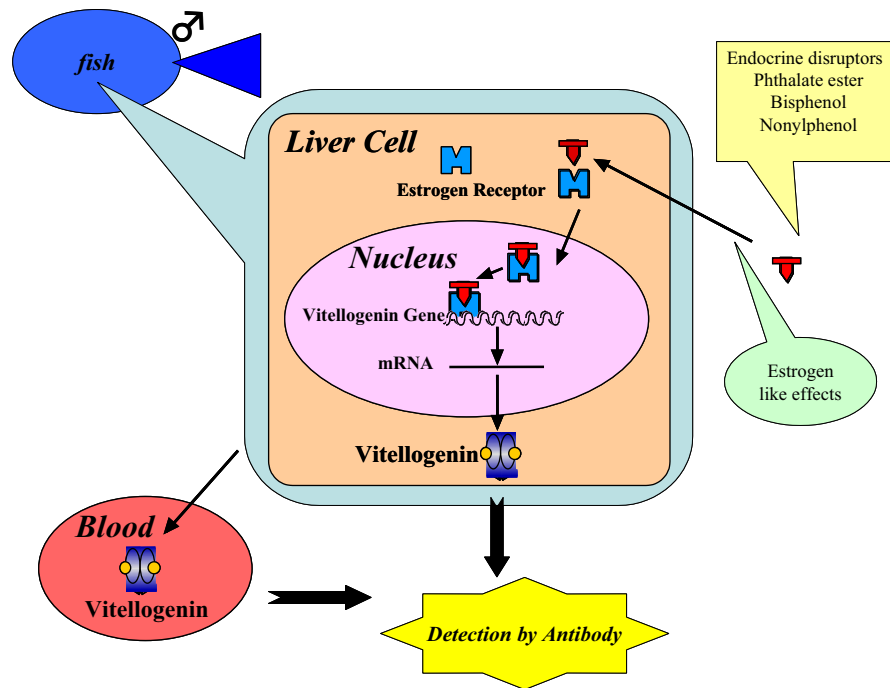 ♂
fish
Endocrine disruptors
Phthalate ester
Bisphenol
Nonylphenol
Liver Cell
Estrogen Receptor
Nucleus
Vitellogenin Gene
mRNA
Estrogen
like effects
Vitellogenin
Blood
Vitellogenin
Detection by Antibody